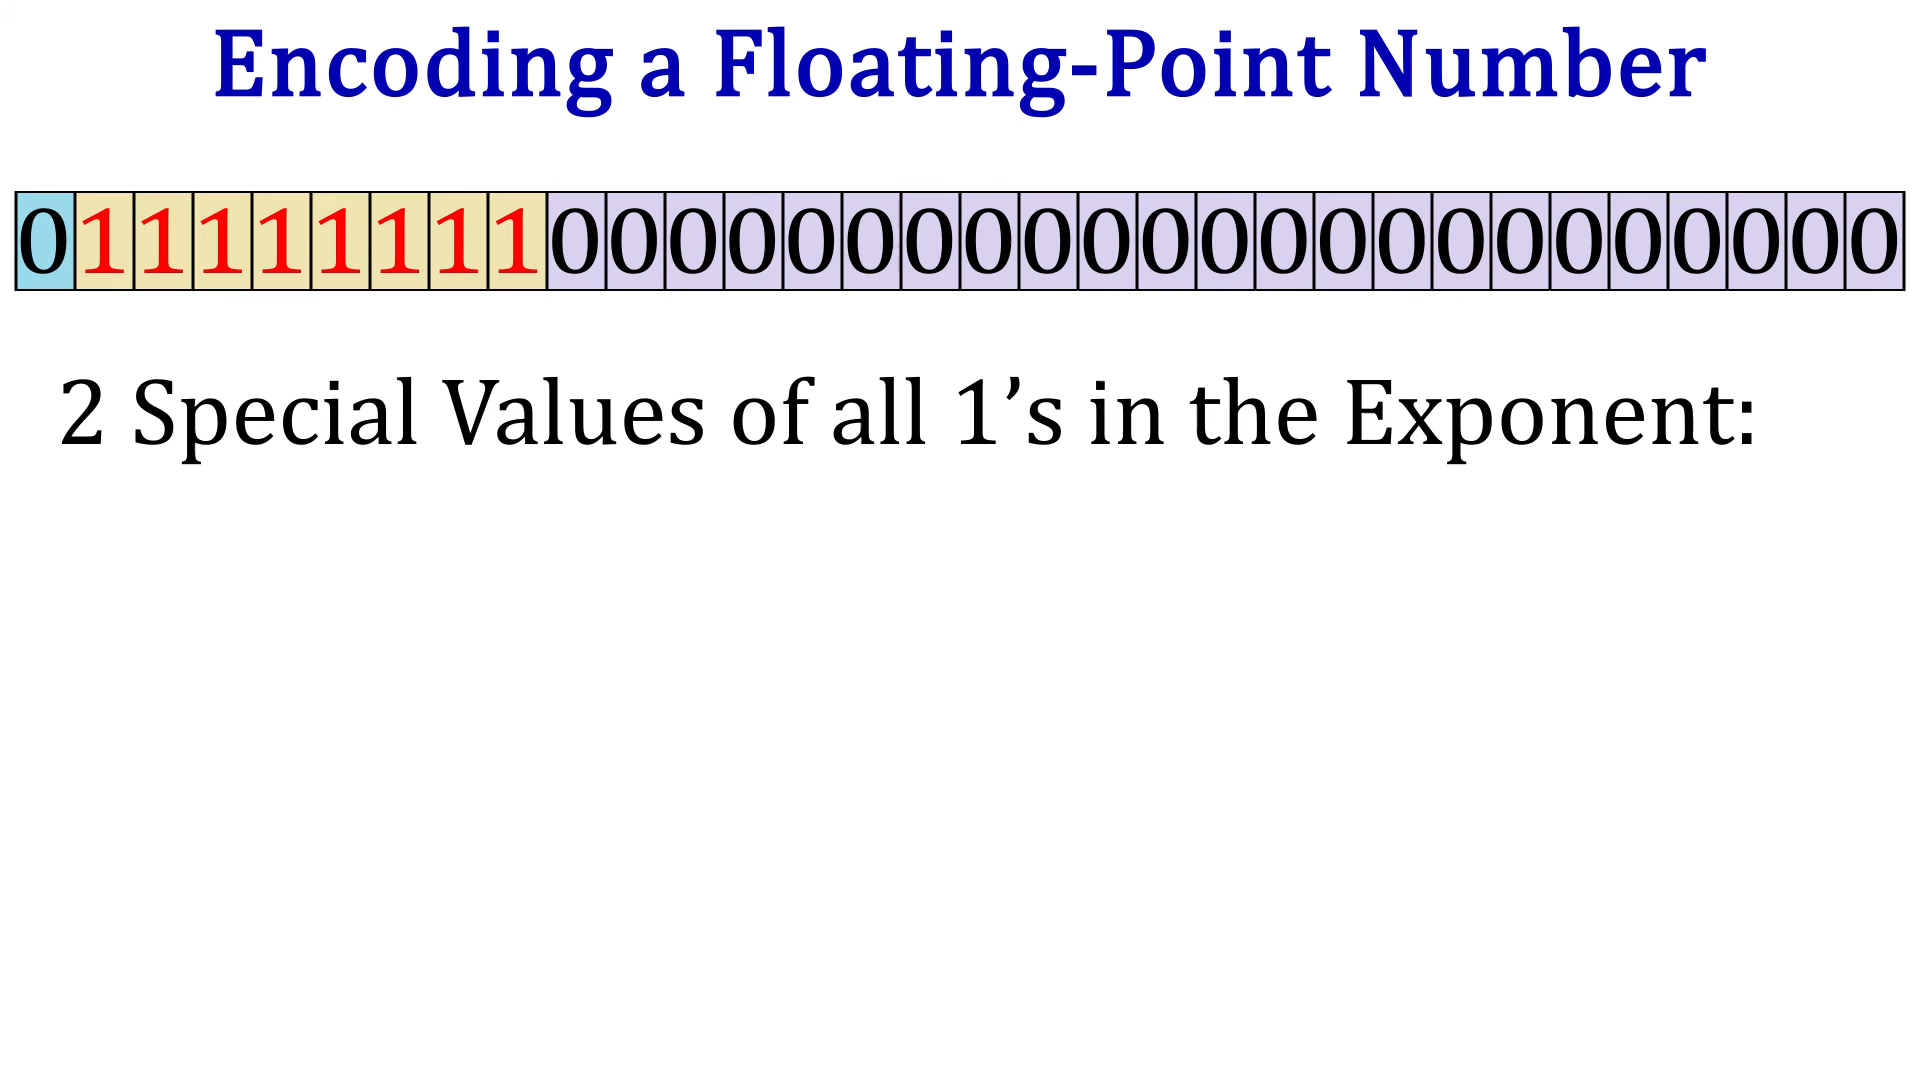 Encoding a Floating-Point Number
01111111100000000000000000000000
2 Special Values of all 1’s in the Exponent: